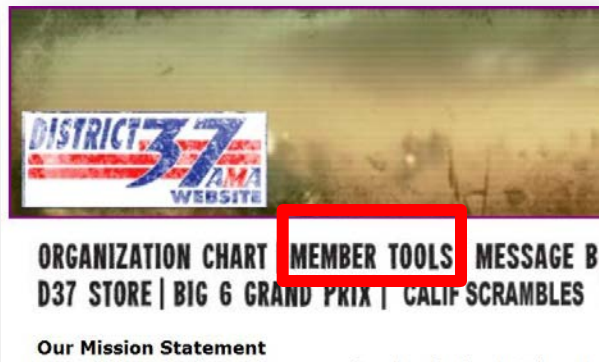 DISTRICT 37
AMA
WEBSITE
ORGANIZATION CHART MEMBER TOOLS MESSAGE B
D37 STORE | BIG 6 GRAND PRIX | CALIF SCRAMBLES
Our Mission Statement